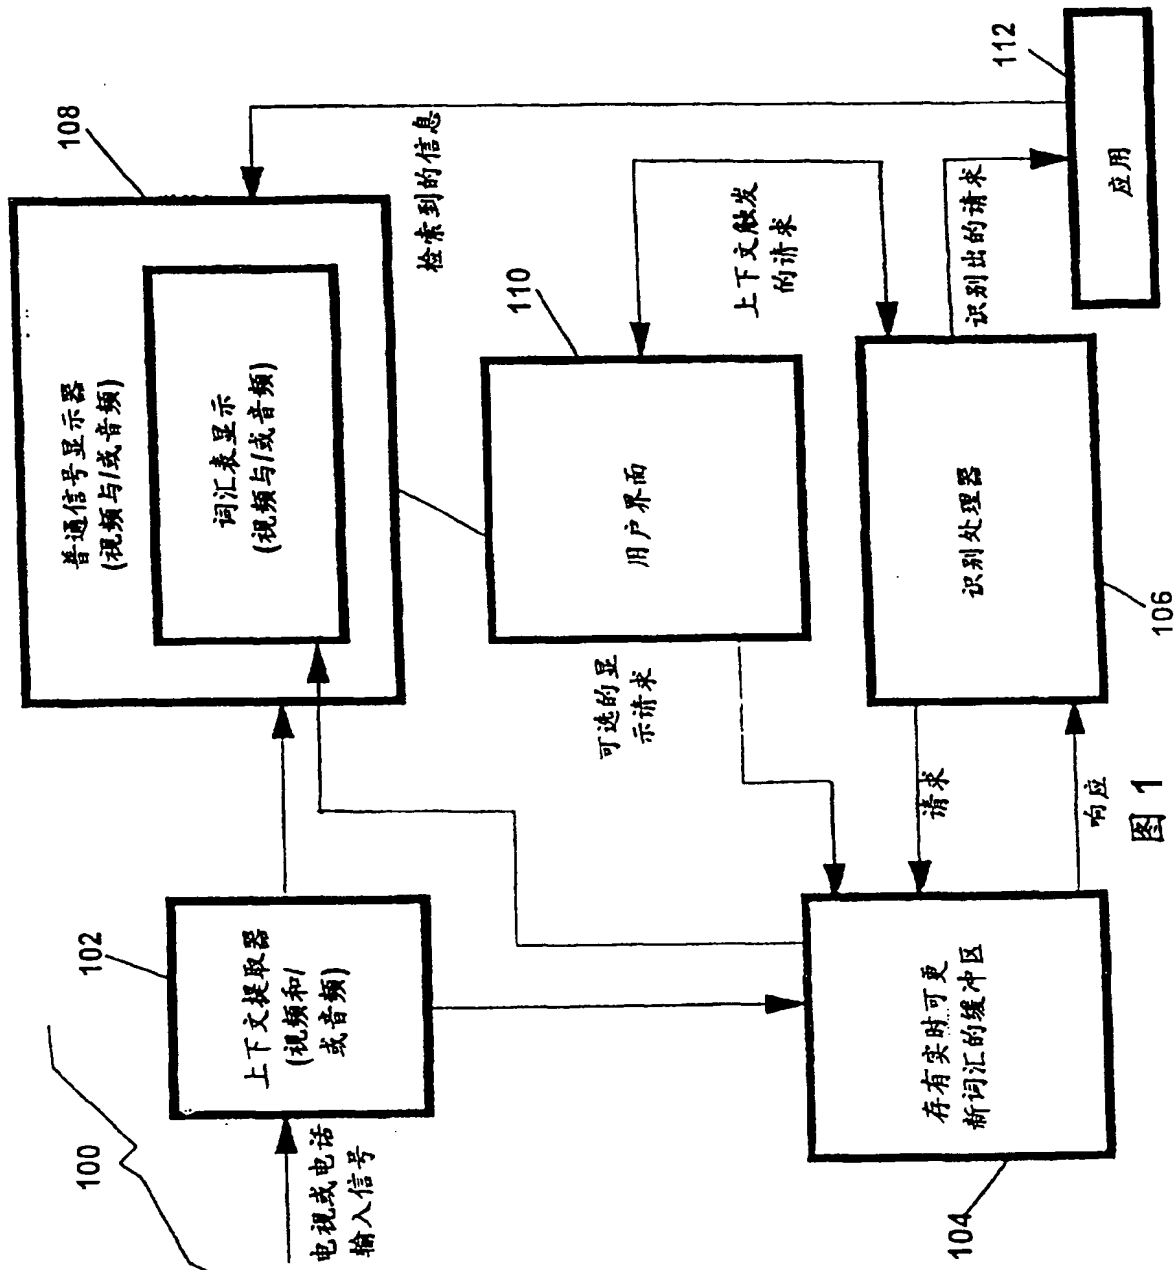 100
电视或电话
输入信号
102
上下文提取器
(视频和/
或音频)
108
普通信号显示器
(视频与/或音频)
词汇表显示
(视频与/或音频)
检索到的信息
110
用户界面
可选的显
示请求
上下文触发
的请求
104
存有实时可更
新词汇的缓冲区
请求
响应
106
识别处理器
识别出的请求
112
应用
图 1